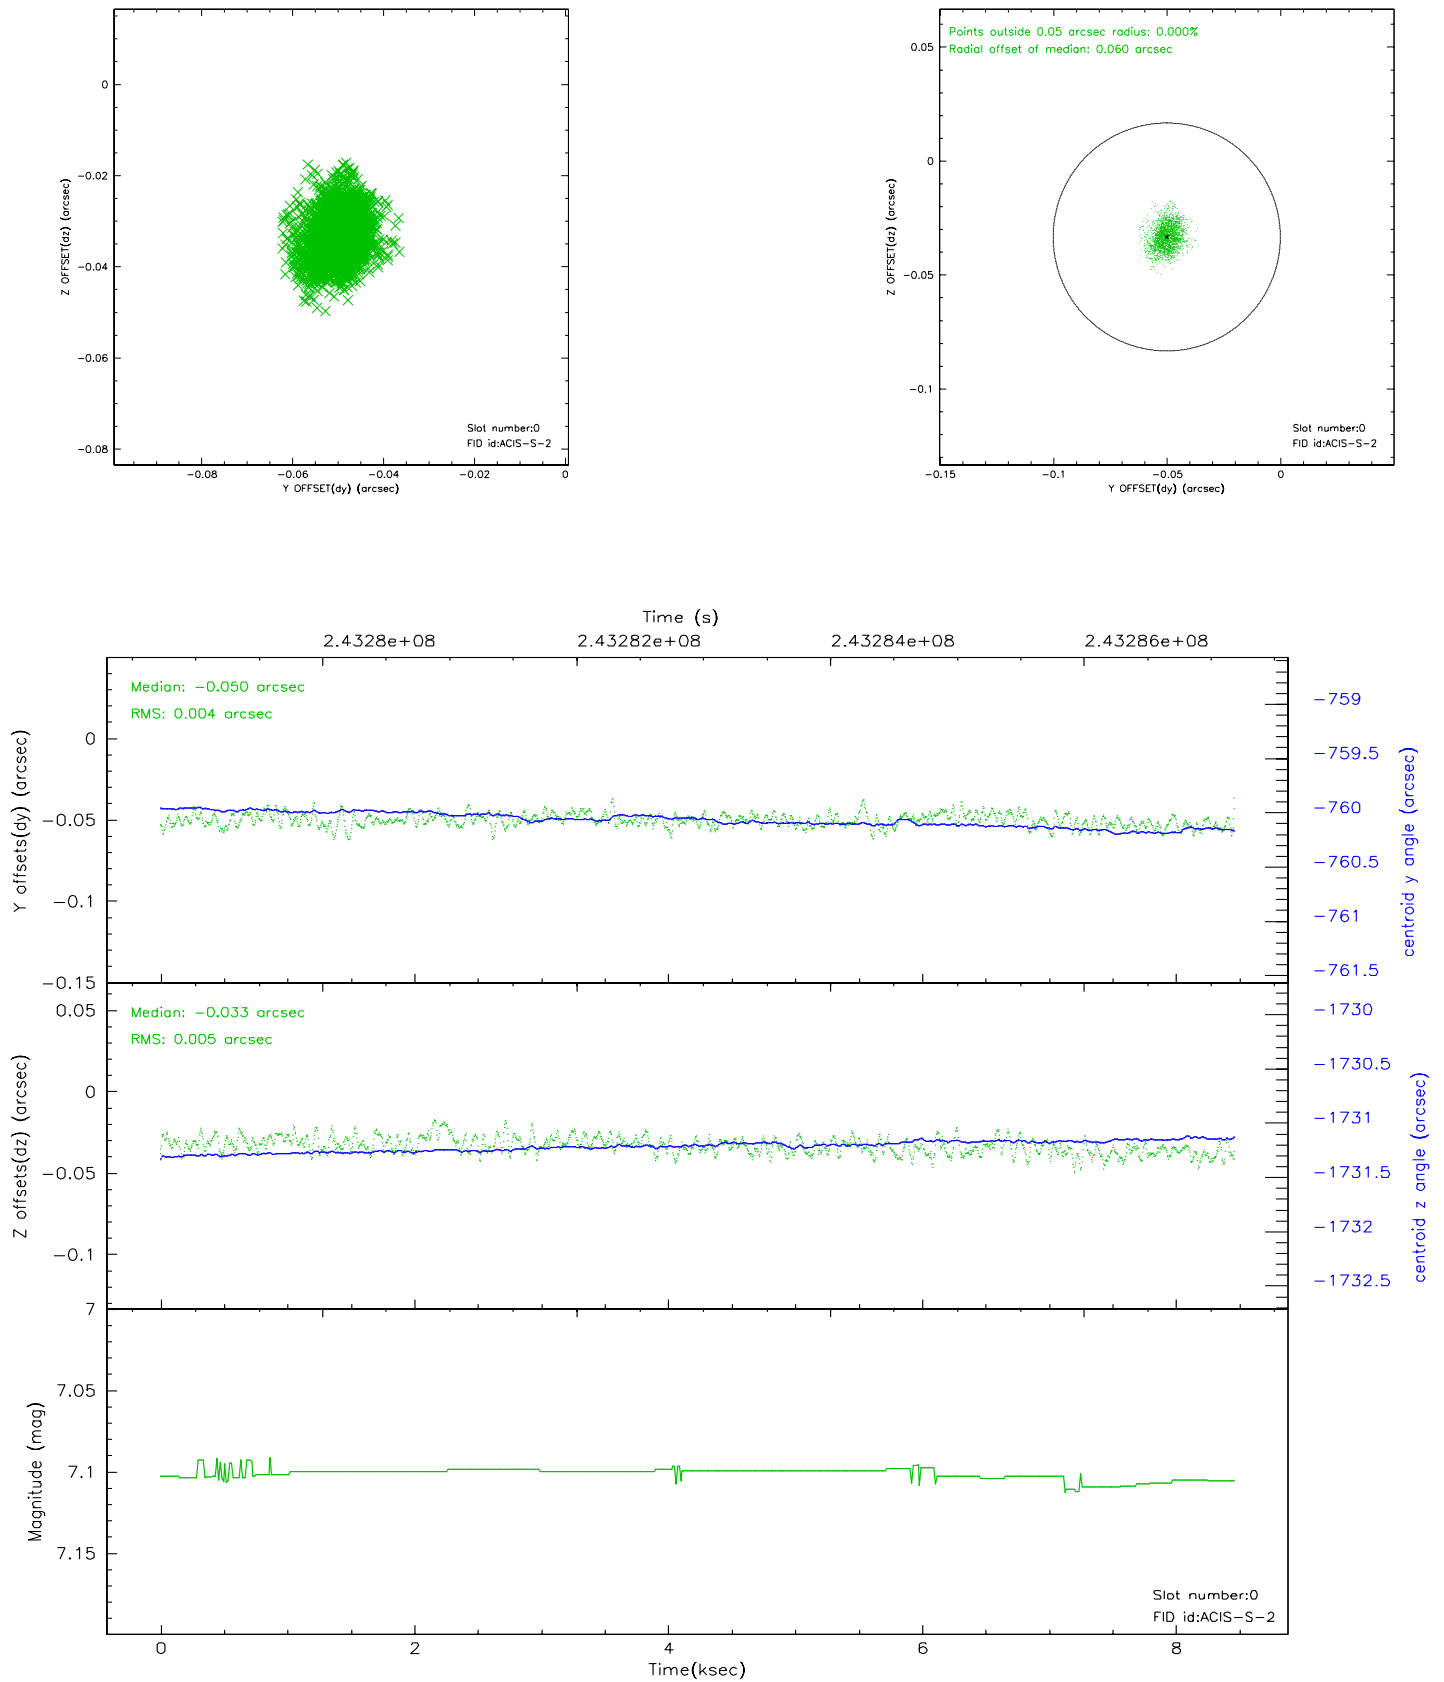 0
-0.02
-0.04
-0.06
-0.08
Z OFFSET(dz) (arcsec)
Slot number:0
FID id:ACIS-S-2
-0.08
-0.06
-0.04
-0.02
0
Y OFFSET(dy) (arcsec)
Points outside 0.05 arcsec radius: 0.000%
Radial offset of median: 0.060 arcsec
0.05
0
-0.05
-0.1
Z OFFSET(dz) (arcsec)
Slot number:0
FID id:ACIS-S-2
-0.15
-0.1
-0.05
0
Y OFFSET(dy) (arcsec)
Time (s)
2.4328e+08
2.43282e+08
2.43284e+08
2.43286e+08
Median: -0.050 arcsec
RMS: 0.004 arcsec
0
-0.05
-0.1
-0.15
Y offsets(dy) (arcsec)
-759
-759.5
-760
-760.5
-761
-761.5
centroid y angle (arcsec)
Median: -0.033 arcsec
RMS: 0.005 arcsec
0.05
0
-0.05
-0.1
Z offsets(dz) (arcsec)
-1730
-1730.5
-1731
-1731.5
-1732
-1732.5
centroid z angle (arcsec)
7
7.05
7.1
7.15
Magnitude (mag)
Slot number:0
FID id:ACIS-S-2
0
2
4
6
8
Time(ksec)